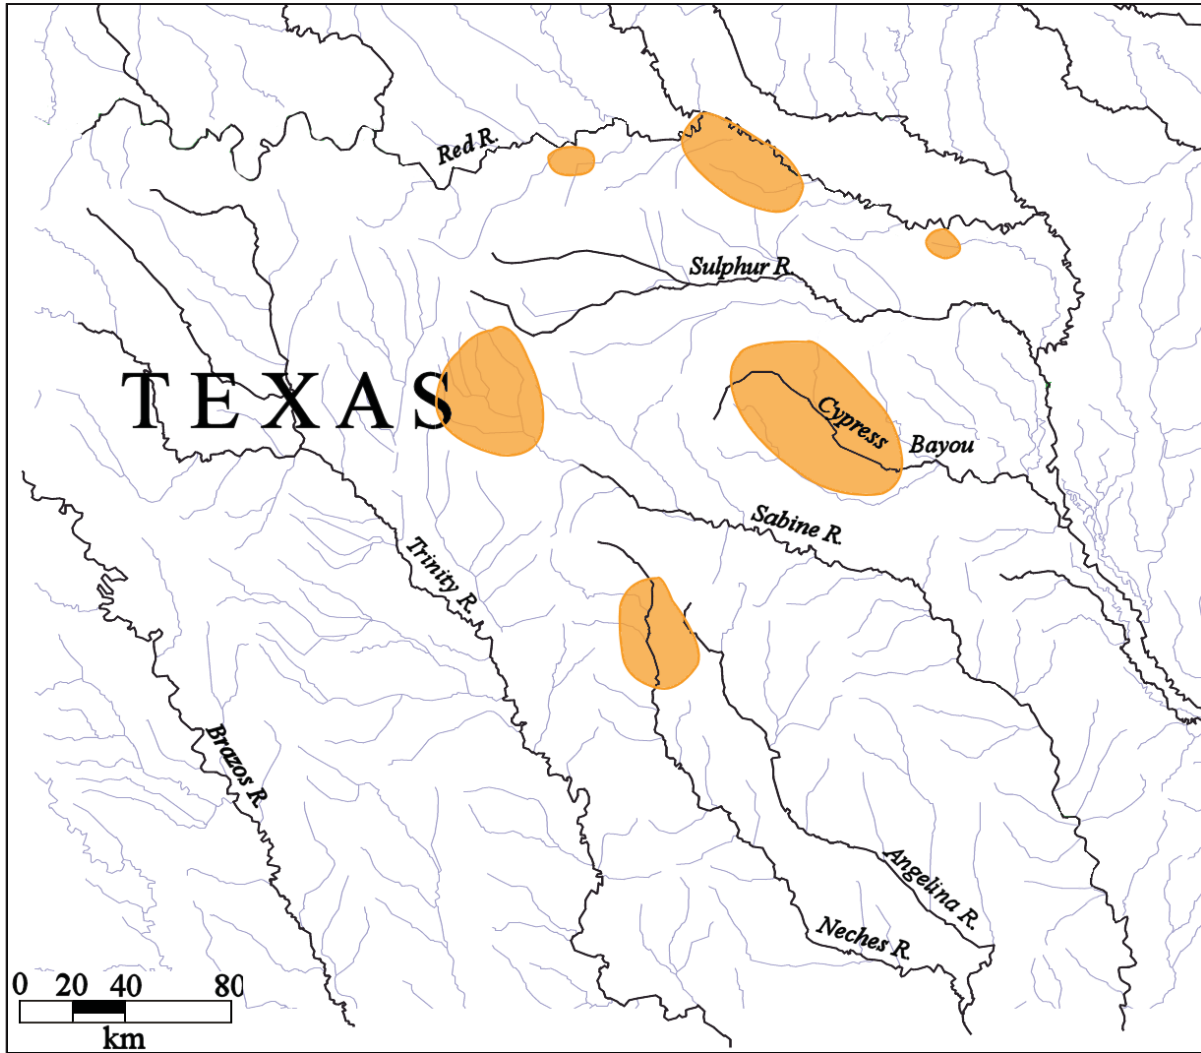 Red R.
Sulphur R.
TEXAS
Cypress
Bayou
Sabine R.
Trinity R.
Brazos R.
Angelina R.
Neches R.
0 20 40 80
km